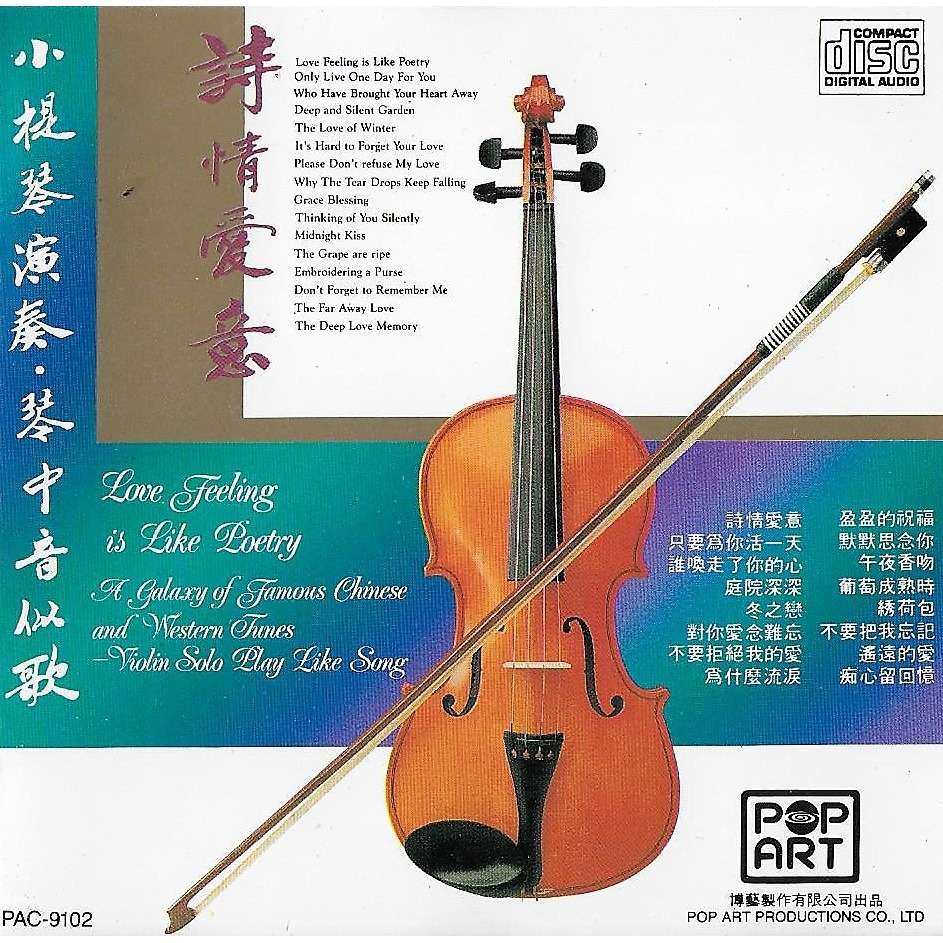 小提琴演奏·琴中音似歌
詩情愛意
Love Feeling is Like Poetry
Only Live One Day For You
Who Have Brought Your Heart Away
Deep and Silent Garden
The Love of Winter
It's Hard to Forget Your Love
Please Don't refuse My Love
Why The Tear Drops Keep Falling
Grace Blessing
Thinking of You Silently
Midnight Kiss
The Grape are ripe
Embroidering a Purse
Don't Forget to Remember Me
The Far Away Love
The Deep Love Memory
COMPACT
disc
DIGITAL AUDIO
Love Feeling
is Like Poetry
A Galaxy of Famous Chinese
and Western Tunes
—Violin Solo Play Like Song
詩情愛意
只要爲你活一天
誰喚走了你的心
庭院深深
冬之戀
對你愛念難忘
不要拒絕我的愛
爲什麼流淚
盈盈的祝福
默默思念你
午夜香吻
葡萄成熟時
綉荷包
不要把我忘記
遙遠的愛
痴心留回憶
POP
ART
博藝製作有限公司出品
POP ART PRODUCTIONS CO., LTD
PAC-9102